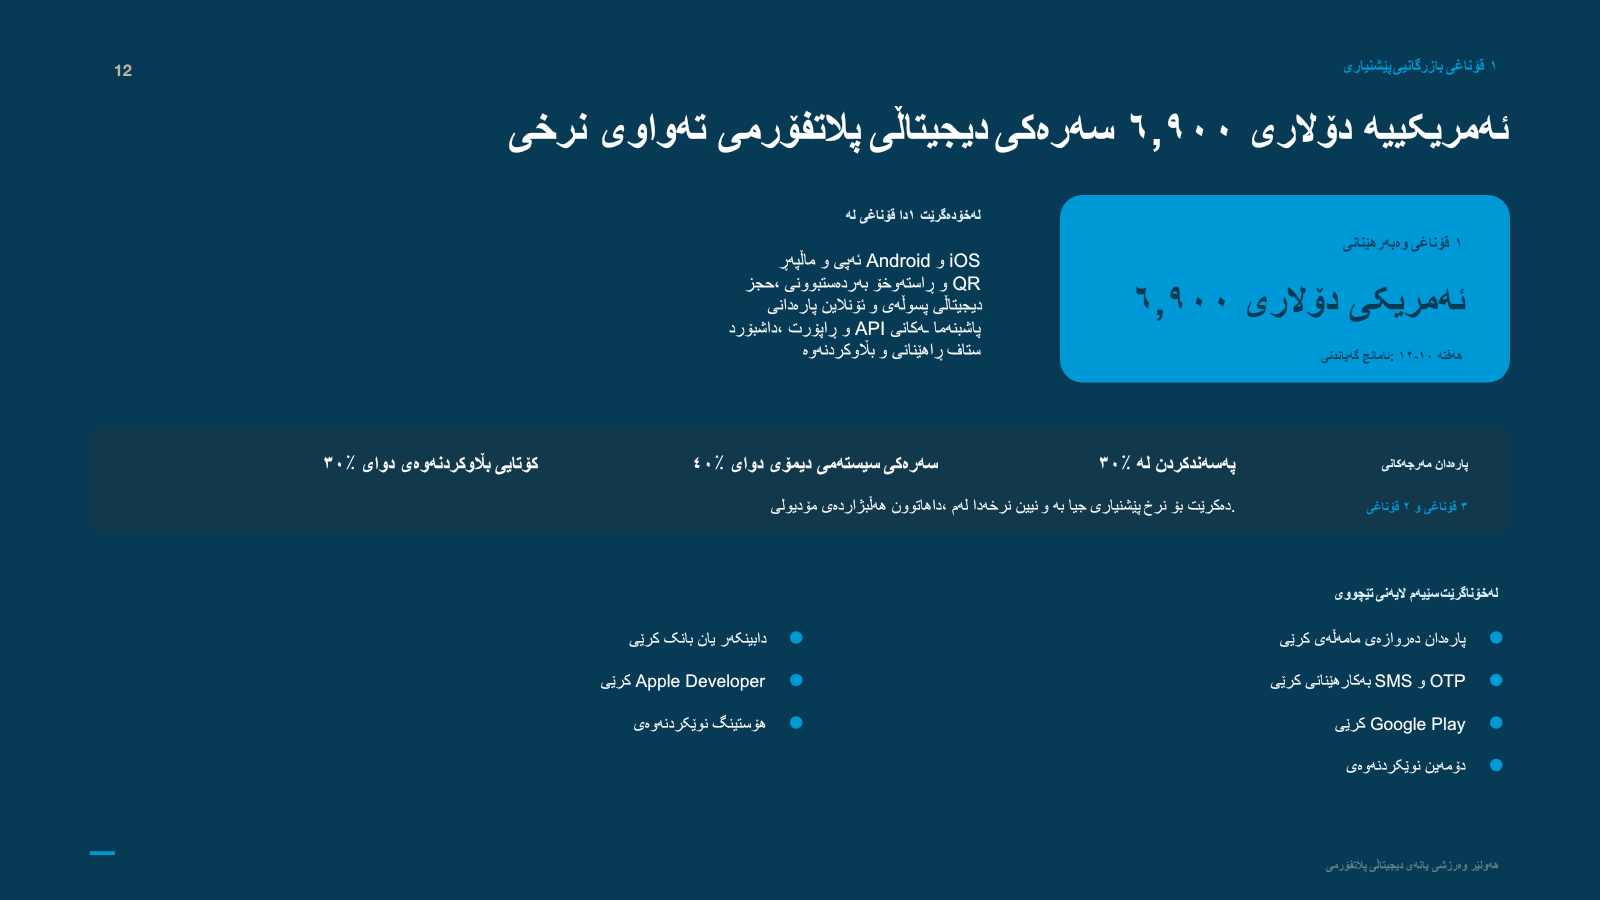 12
١ قۆناغی بازرگانیی پێشنیاری
ئەمریکییە دۆلاری ٦,٩٠٠ سەرەکی دیجیتاڵی پلاتفۆرمی تەواوی نرخی
١ قۆناغی وەبەرهێنانی
ئەمریکی دۆلاری ٦,٩٠٠
هەفتە ١٠-١٢ :ئامانج گەیاندنی
لەخۆدەگرێت ١دا قۆناغی لە
iOS و Android ئەپی و ماڵپەڕ
QR و ڕاستەوخۆ بەردەستبوونی ،حجز
دیجیتاڵی پسوڵەی و ئۆنلاین پارەدانی
پاشبنەما ـەکانی API و ڕاپۆرت ،داشبۆرد
ستاف ڕاهێنانی و بڵاوکردنەوە
پارەدان مەرجەکانی
پەسەندکردن لە ٪٣٠
سەرەکی سیستەمی دیمۆی دوای ٪٤٠
کۆتایی بڵاوکردنەوەی دوای ٪٣٠
٣ قۆناغی و ٢ قۆناغی
.دەکرێت بۆ نرخ پێشنیاری جیا بە و نیین نرخەدا لەم ،داهاتوون هەڵبژاردەی مۆدیولی
لەخۆناگرێت سێیەم لایەنی تێچووی
پارەدان دەروازەی مامەڵەی کرێی
OTP و SMS بەکارهێنانی کرێی
Google Play کرێی
دۆمەین نوێکردنەوەی
دابینکەر یان بانک کرێی
Apple Developer کرێی
هۆستینگ نوێکردنەوەی
هەولێر وەرزشی یانەی دیجیتاڵی پلاتفۆرمی